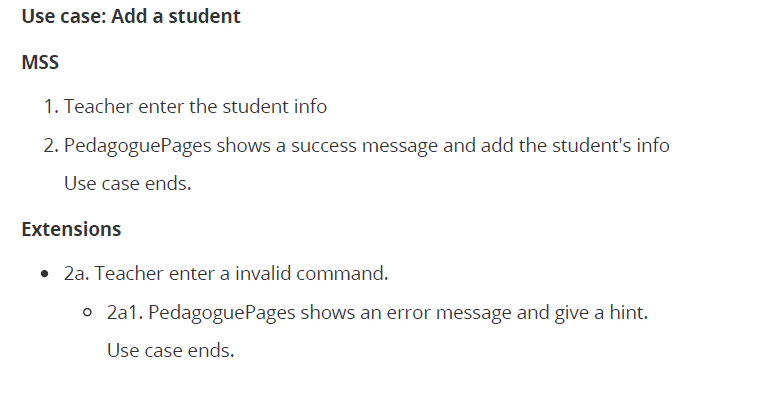 Use case: Add a student
MSS
1. Teacher enter the student info
2. PedagoguePages shows a success message and add the student's info
Use case ends.
Extensions
• 2a. Teacher enter a invalid command.
○ 2a1. PedagoguePages shows an error message and give a hint.
Use case ends.